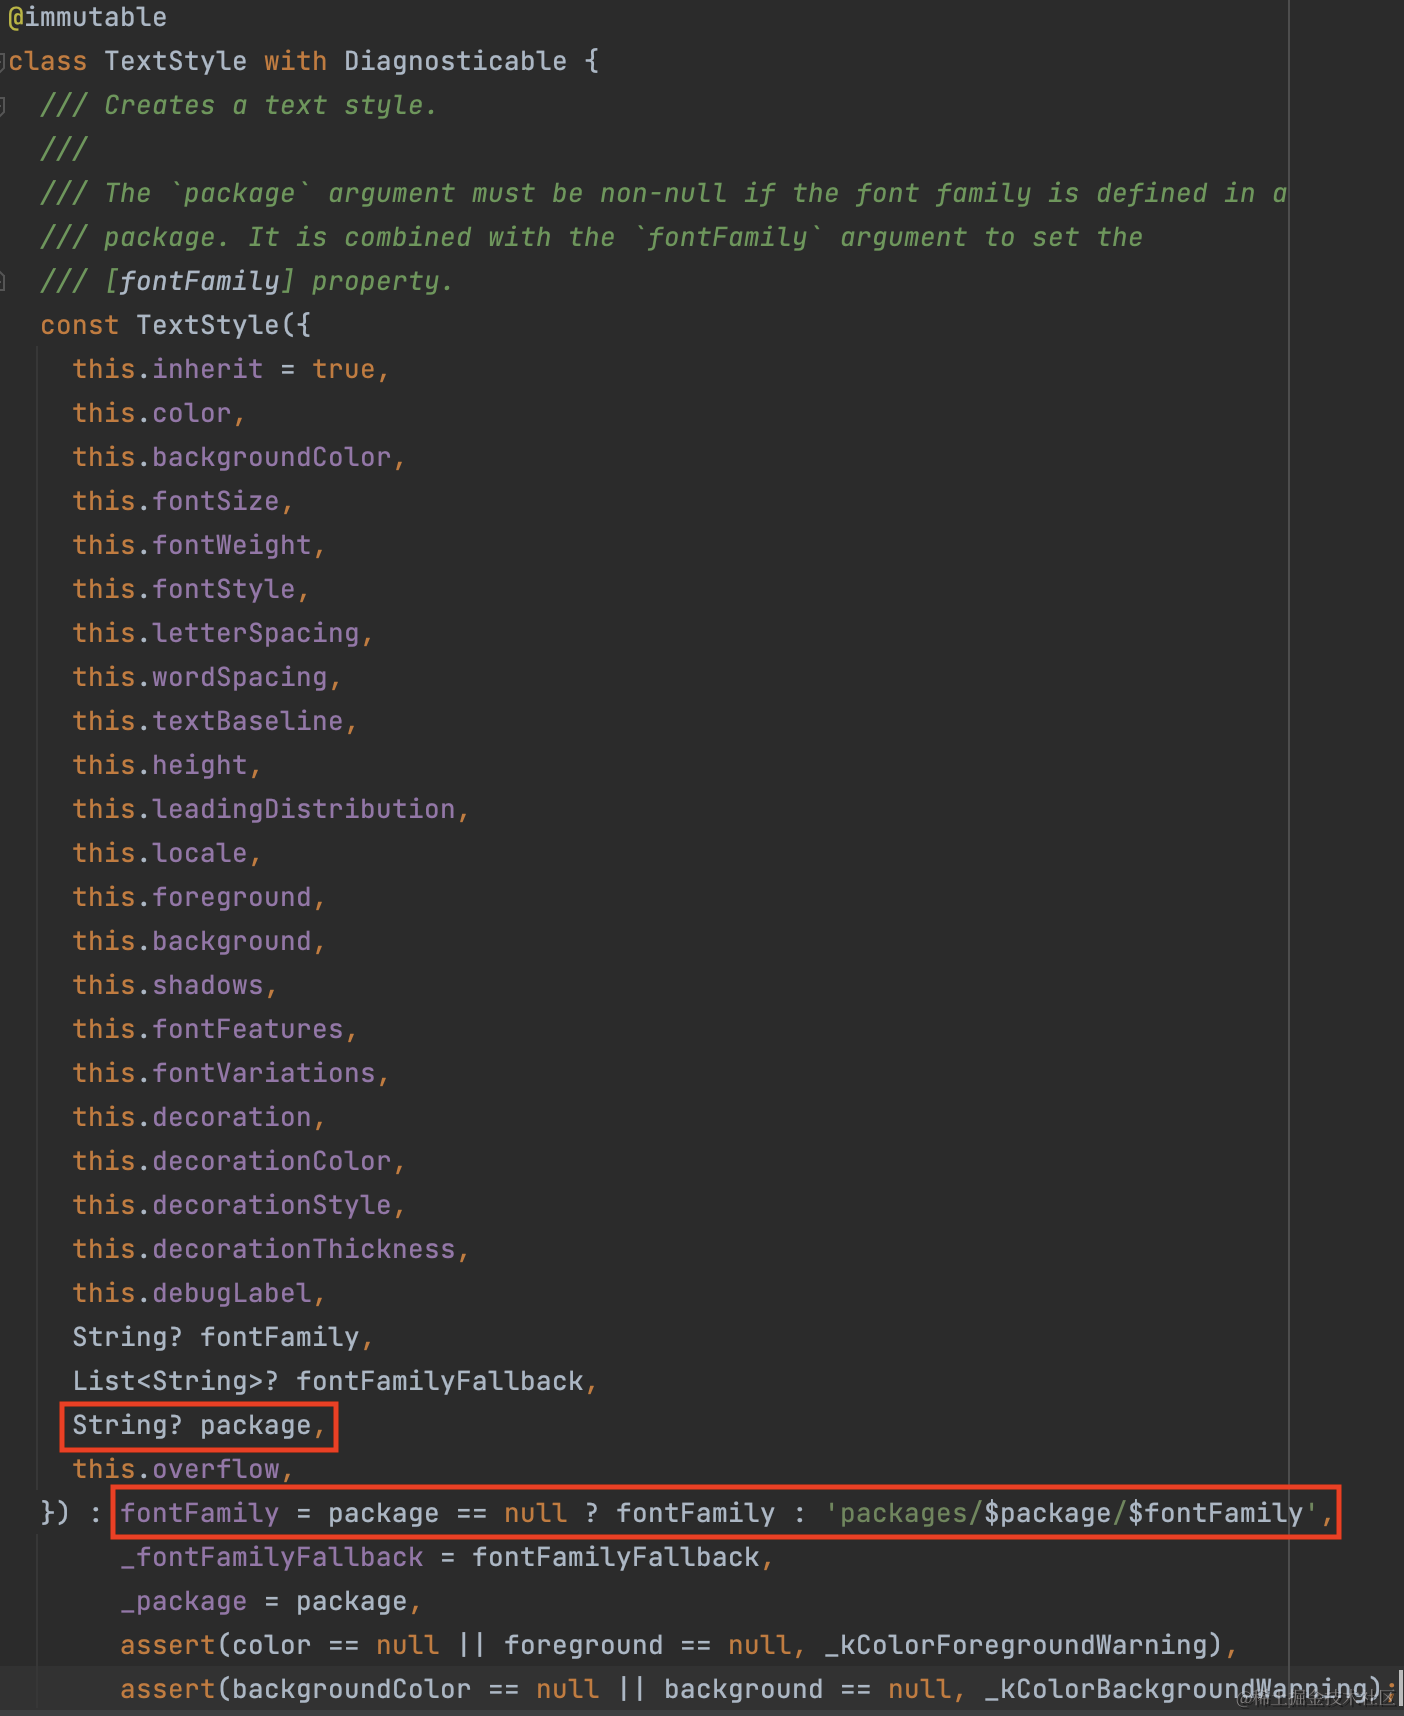 @immutable
class TextStyle with Diagnosticable {
  /// Creates a text style.
  ///
  /// The `package` argument must be non-null if the font family is defined in a
  /// package. It is combined with the `fontFamily` argument to set the
  /// [fontFamily] property.
  const TextStyle({
    this.inherit = true,
    this.color,
    this.backgroundColor,
    this.fontSize,
    this.fontWeight,
    this.fontStyle,
    this.letterSpacing,
    this.wordSpacing,
    this.textBaseline,
    this.height,
    this.leadingDistribution,
    this.locale,
    this.foreground,
    this.background,
    this.shadows,
    this.fontFeatures,
    this.fontVariations,
    this.decoration,
    this.decorationColor,
    this.decorationStyle,
    this.decorationThickness,
    this.debugLabel,
    String? fontFamily,
    List<String>? fontFamilyFallback,
    String? package,
    this.overflow,
  }) : fontFamily = package == null ? fontFamily : 'packages/$package/$fontFamily',
       _fontFamilyFallback = fontFamilyFallback,
       _package = package,
       assert(color == null || foreground == null, _kColorForegroundWarning),
       assert(backgroundColor == null || background == null, _kColorBackgroundWarning);
@稀土掘金技术社区